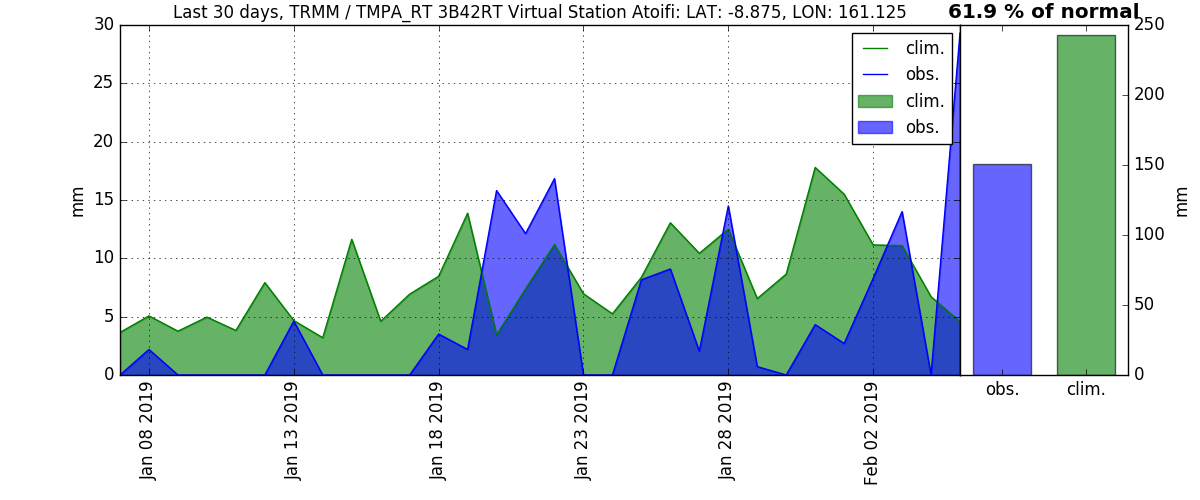 Last 30 days, TRMM / TMPA_RT 3B42RT Virtual Station Atoifi: LAT: -8.875, LON: 161.125
61.9 % of normal
30
25
20
15
10
5
0
mm
clim.
obs.
clim.
obs.
Jan 08 2019
Jan 13 2019
Jan 18 2019
Jan 23 2019
Jan 28 2019
Feb 02 2019
250
200
150
100
50
0
mm
obs.
clim.